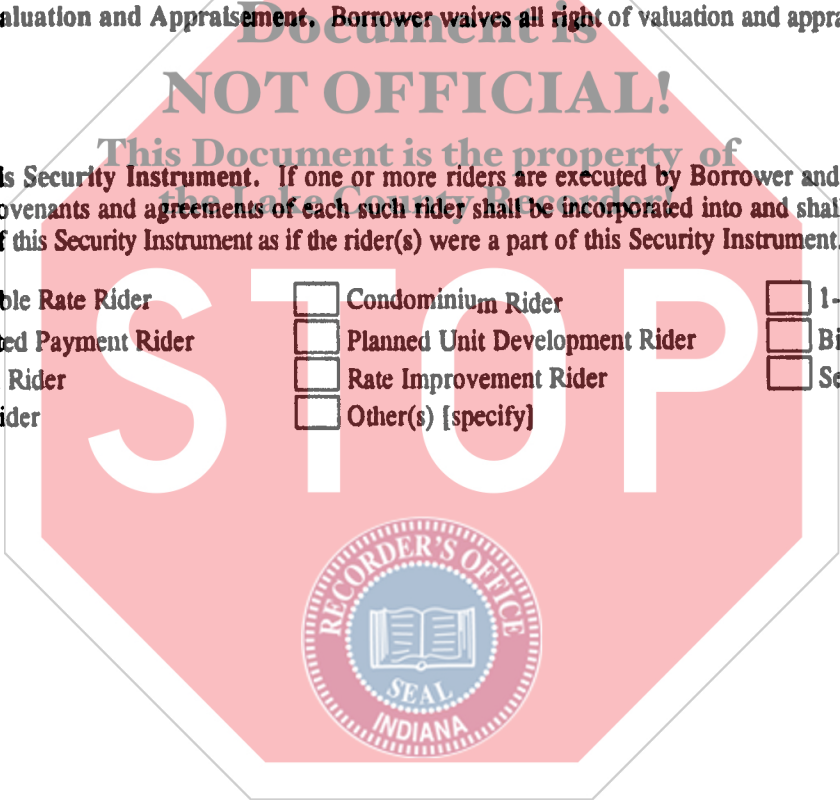 aluation and Appraisement. Borrower waives all right of valuation and appra
Document is
NOT OFFICIAL!
This Document is the property of
the Lake County Recorder!
is Security Instrument. If one or more riders are executed by Borrower and
ovenants and agreements of each such rider shall be incorporated into and shal
f this Security Instrument as if the rider(s) were a part of this Security Instrument.
ble Rate Rider Condominium Rider 1-
ted Payment Rider Planned Unit Development Rider Bi
Rider Rate Improvement Rider Se
ider Other(s) [specify]
STOP
RECORDER'S OFFICE
SEAL
INDIANA